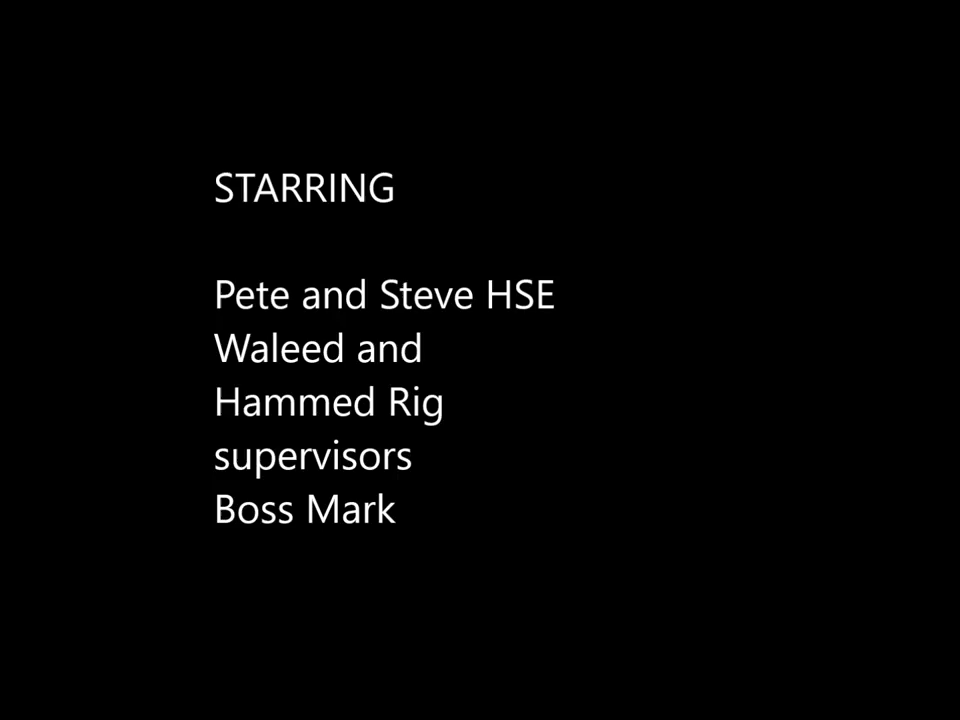 STARRING
Pete and Steve HSE
Waleed and
Hammed Rig
supervisors
Boss Mark